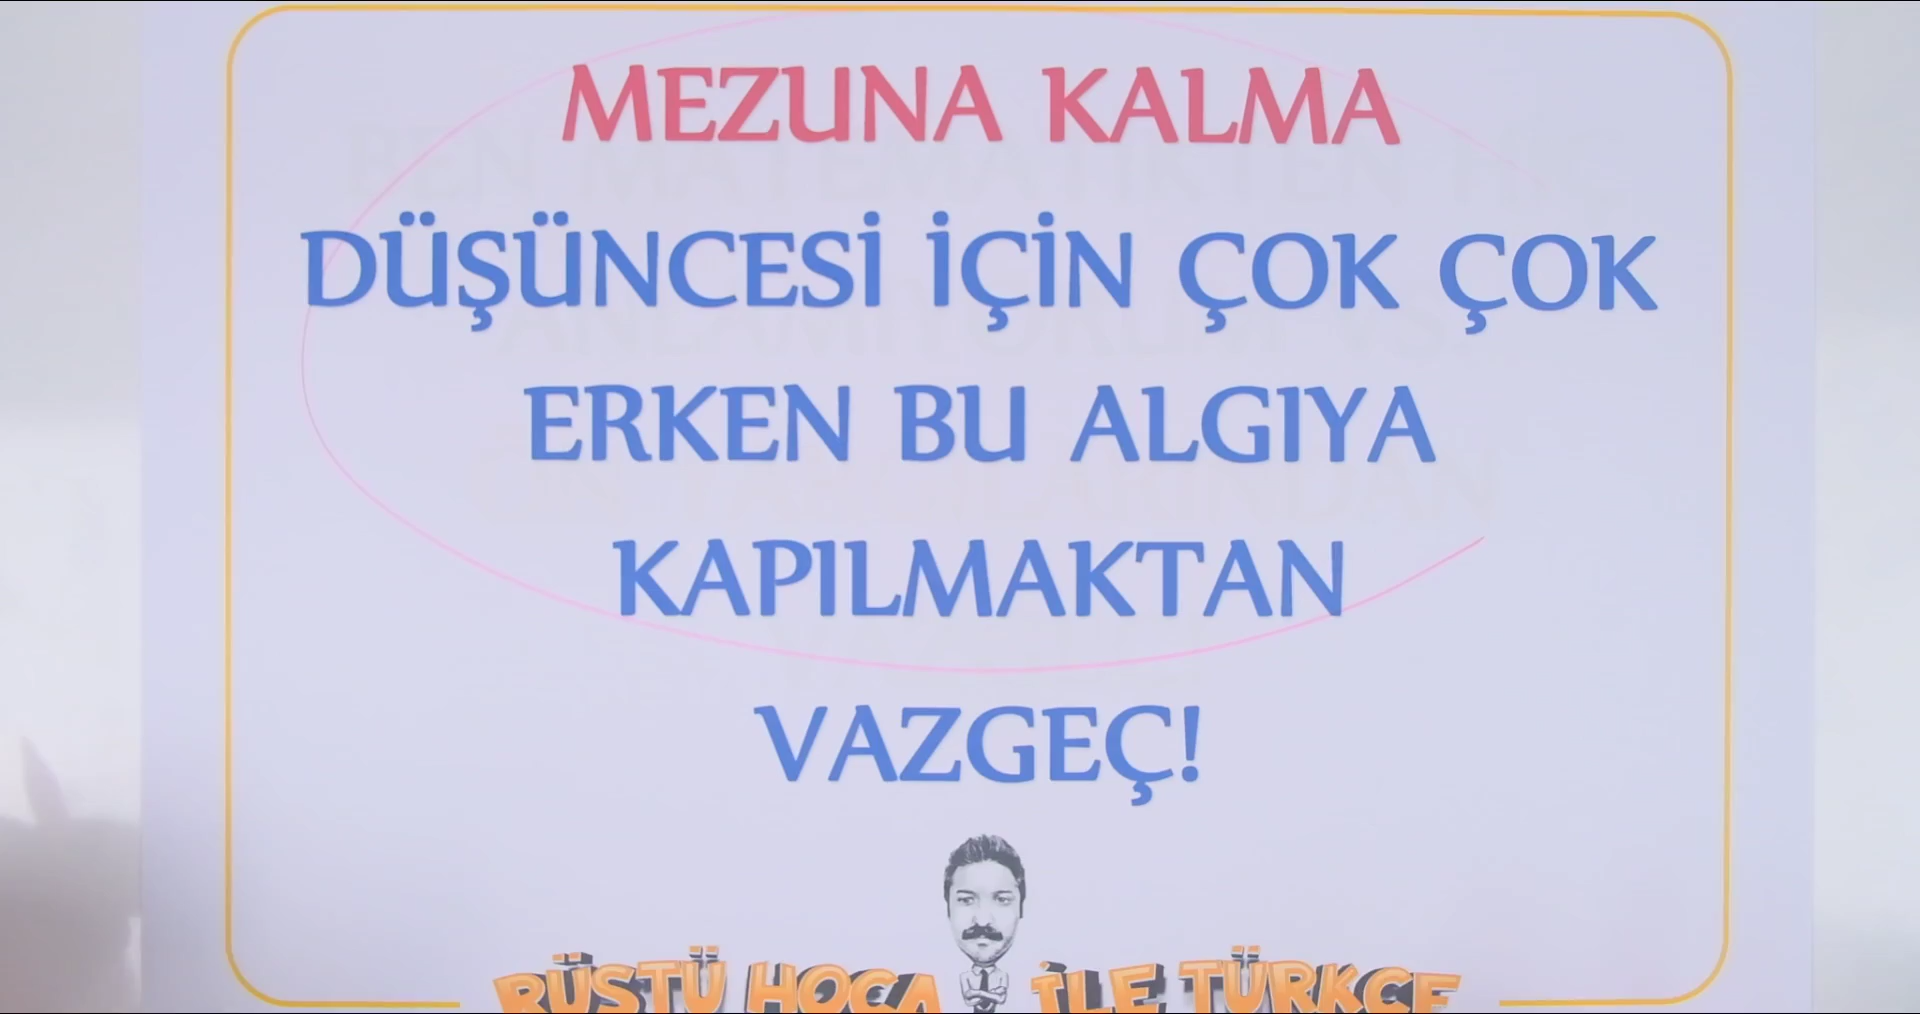 MEZUNA KALMA
DÜŞÜNCESİ İÇİN ÇOK ÇOK
ERKEN BU ALGIYA
KAPILMAKTAN
VAZGEÇ!
RÜŞTÜ HOCA İLE TÜRKÇE